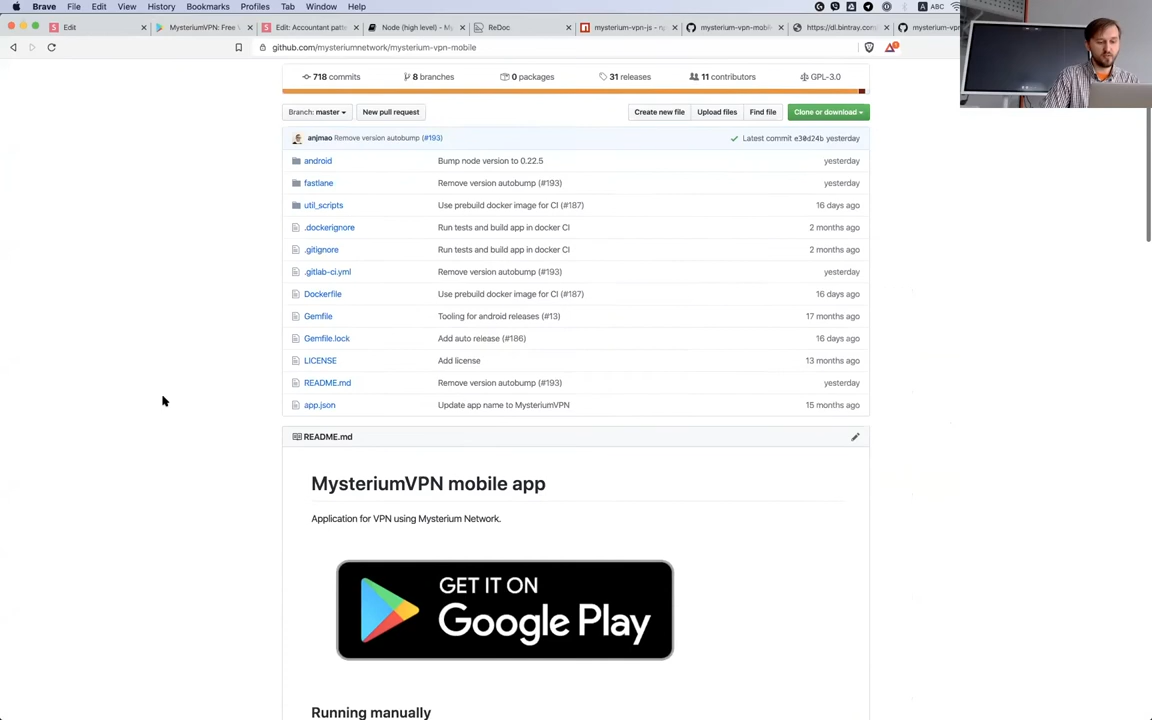 Brave File Edit View History Bookmarks Profiles Tab Window Help ABC
Edit MysteriumVPN: Free V Edit: Accountant patte Node (high level) - My ReDoc mysterium-vpn-js - np github-mysterium-vpn-mobi https://dl.bintray.com github-mysterium-vpn
github.com/mysteriumnetwork/mysterium-vpn-mobile
718 commits 8 branches 0 packages 31 releases 11 contributors GPL-3.0
Branch: master New pull request Create new file Upload files Find file Clone or download
anjmao Remove version autobump (#193) Latest commit e30d24b yesterday
android Bump node version to 0.22.5 yesterday
fastlane Remove version autobump (#193) yesterday
util_scripts Use prebuild docker image for CI (#187) 16 days ago
.dockerignore Run tests and build app in docker CI 2 months ago
.gitignore Run tests and build app in docker CI 2 months ago
.gitlab-ci.yml Remove version autobump (#193) yesterday
Dockerfile Use prebuild docker image for CI (#187) 16 days ago
Gemfile Tooling for android releases (#13) 17 months ago
Gemfile.lock Add auto release (#186) 16 days ago
LICENSE Add license 13 months ago
README.md Remove version autobump (#193) yesterday
app.json Update app name to MysteriumVPN 15 months ago
README.md
MysteriumVPN mobile app
Application for VPN using Mysterium Network.
GET IT ON
Google Play
Running manually